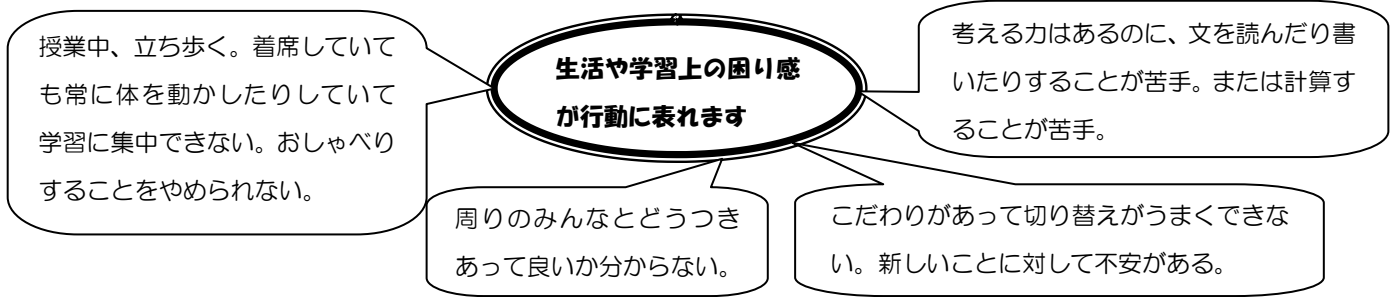 授業中、立ち歩く。着席していて
も常に体を動かしたりしていて
学習に集中できない。おしゃべり
することをやめられない。
生活や学習上の困り感
が行動に表れます
考える力はあるのに、文を読んだり書
いたりすることが苦手。または計算す
ることが苦手。
周りのみんなとどうつき
あって良いか分からない。
こだわりがあって切り替えがうまくできな
い。新しいことに対して不安がある。